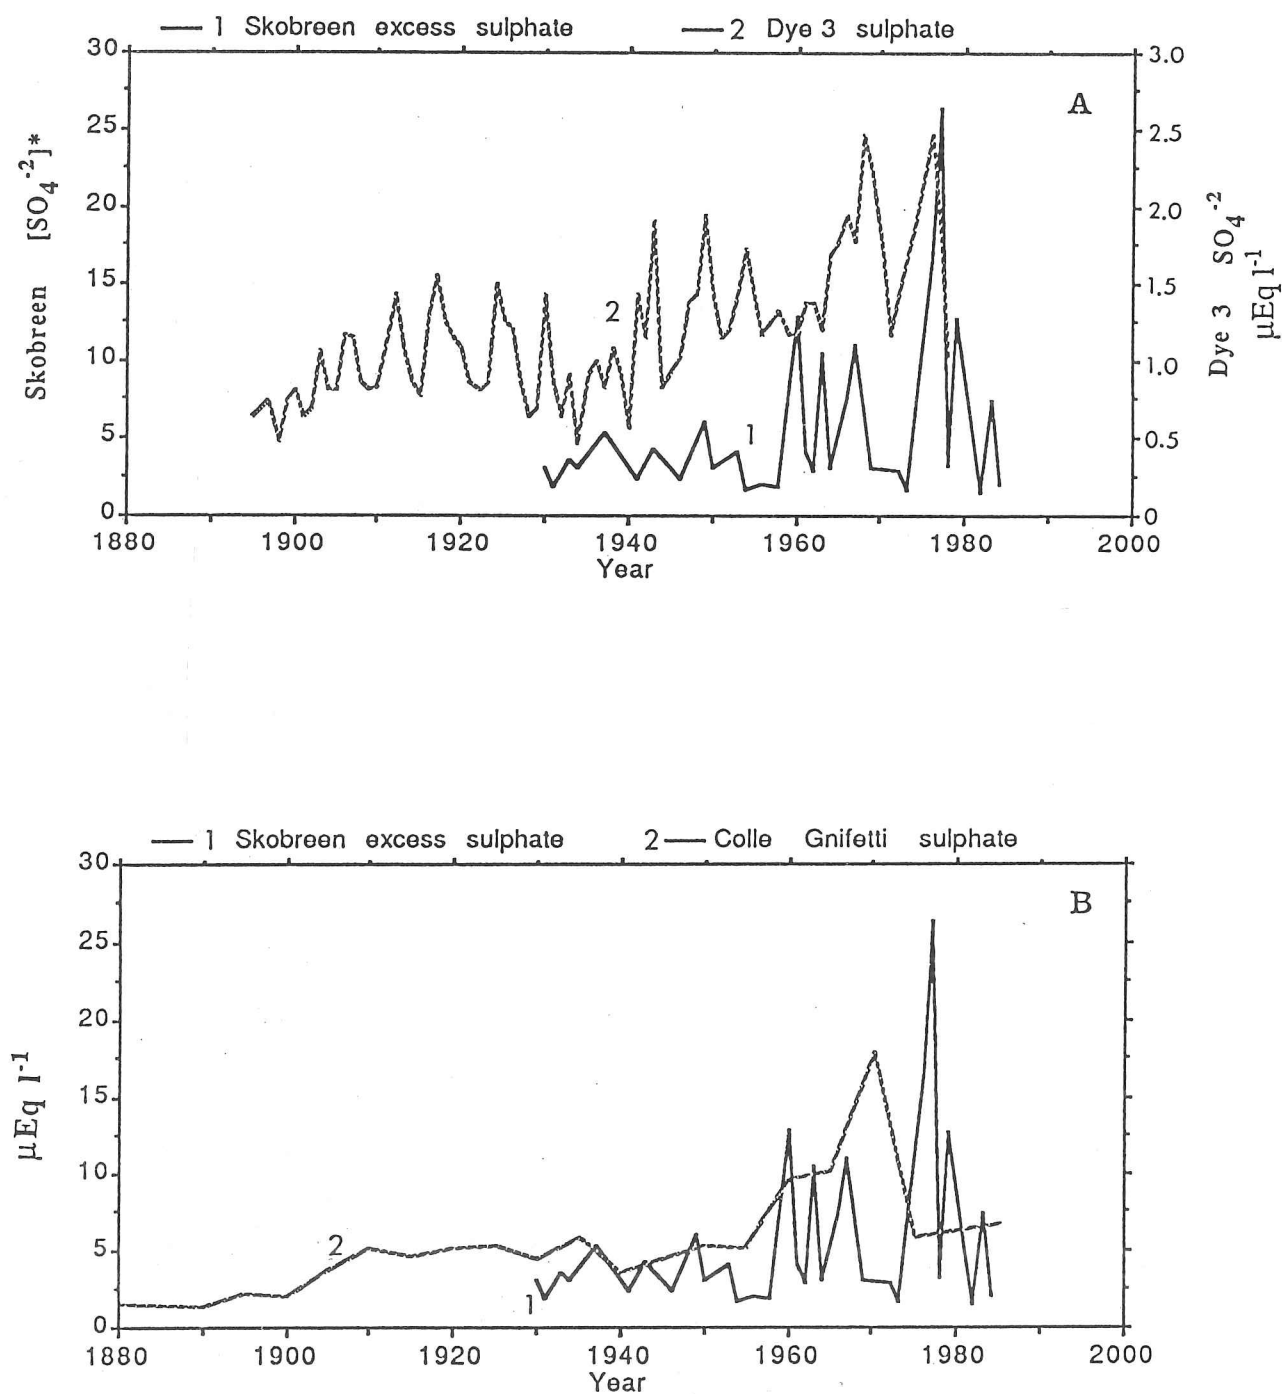 1 Skobreen excess sulphate 2 Dye 3 sulphate
30
25
20
15
10
5
0
Skobreen [SO₄⁻²]*
3.0
2.5
2.0
1.5
1.0
0.5
0
Dye 3 SO₄⁻²
µEq l⁻¹
A
2
1
1880 1900 1920 1940 1960 1980 2000
Year
1 Skobreen excess sulphate 2 Colle Gnifetti sulphate
30
25
20
15
10
5
0
µEq l⁻¹
B
2
1
1880 1900 1920 1940 1960 1980 2000
Year